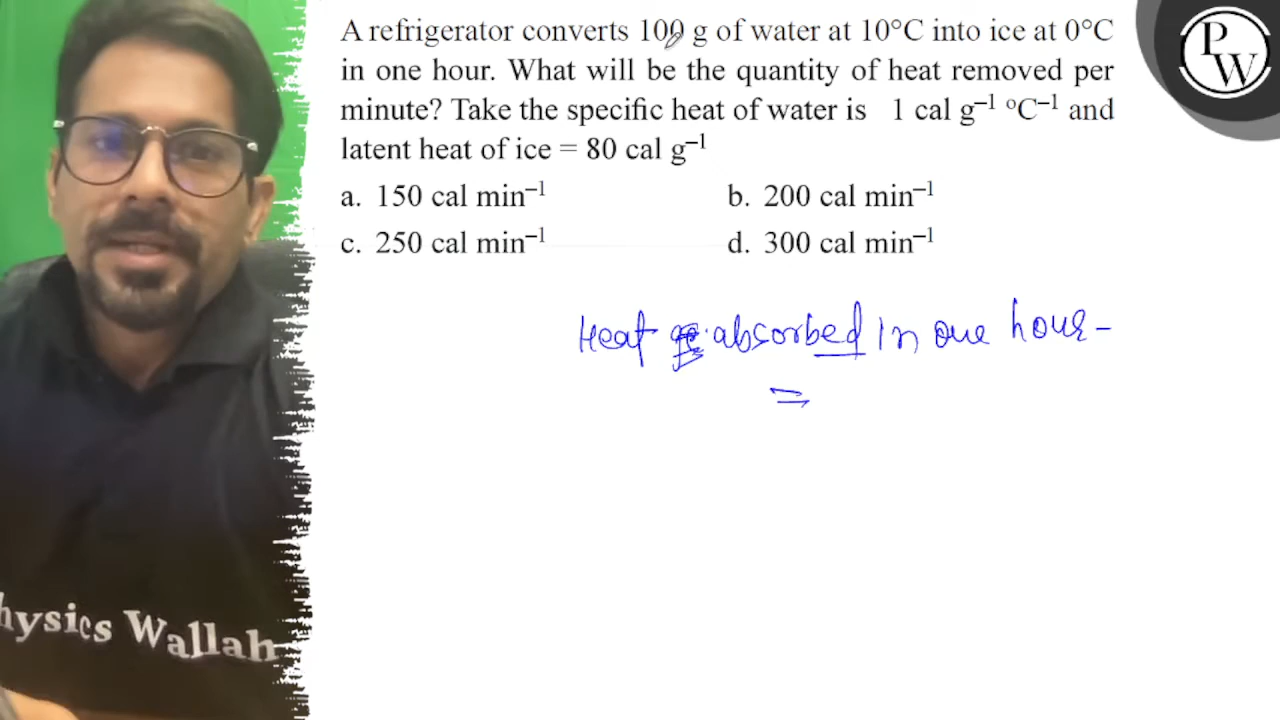 A refrigerator converts 100 g of water at 10°C into ice at 0°C
in one hour. What will be the quantity of heat removed per
minute? Take the specific heat of water is 1 cal g⁻¹ °C⁻¹ and
latent heat of ice = 80 cal g⁻¹
a. 150 cal min⁻¹ b. 200 cal min⁻¹
c. 250 cal min⁻¹ d. 300 cal min⁻¹
Heat absorbed in one hour -
=
PW
hysics Wallah